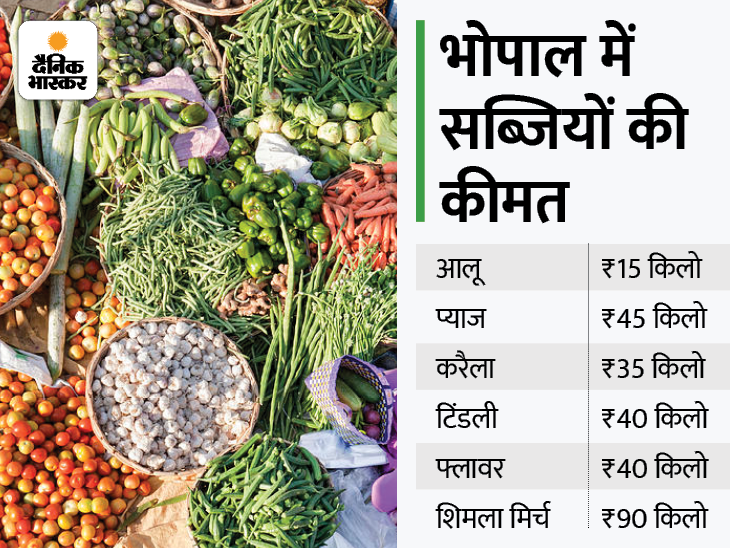 दैनिक
भास्कर
भोपाल में
सब्जियों की
कीमत
आलू ₹15 किलो
प्याज ₹45 किलो
करैला ₹35 किलो
टिंडली ₹40 किलो
फ्लावर ₹40 किलो
शिमला मिर्च ₹90 किलो